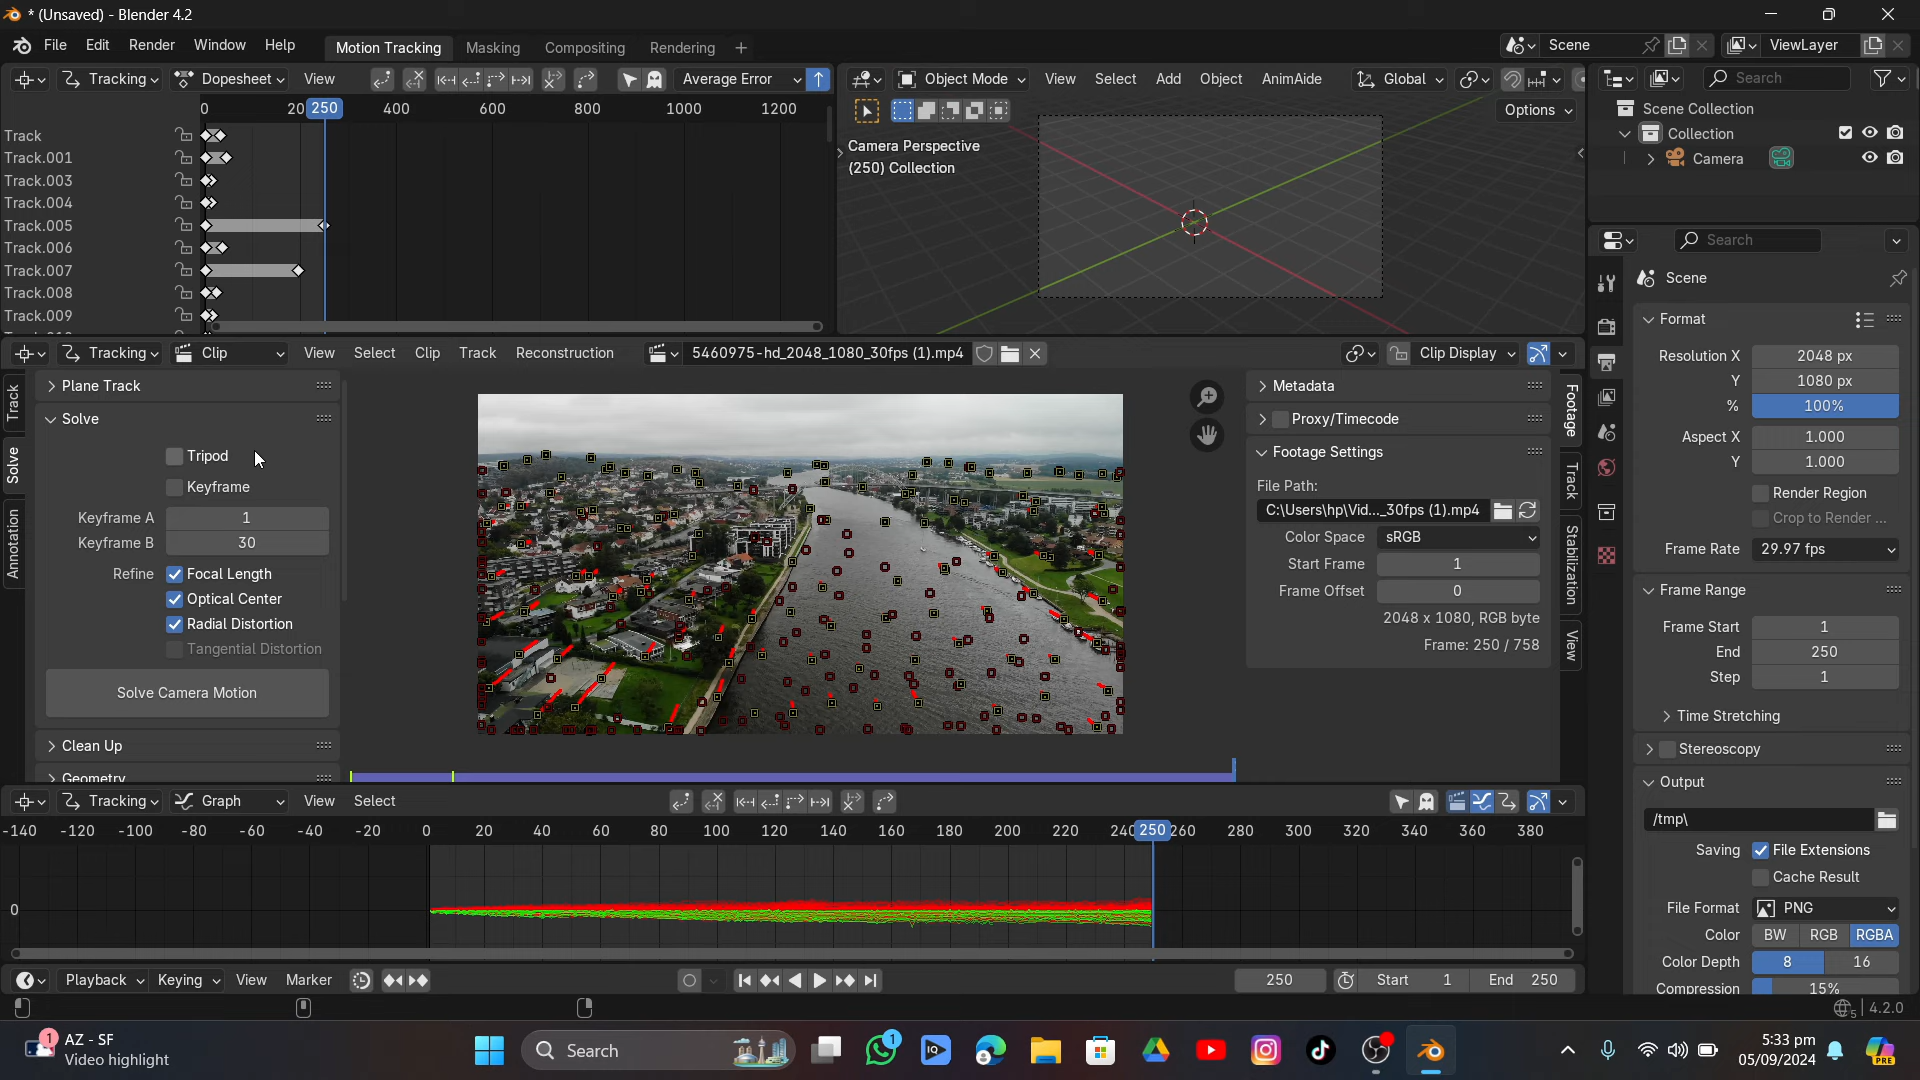 * (Unsaved) - Blender 4.2
File Edit Render Window Help Motion Tracking Masking Compositing Rendering + Scene ViewLayer
Tracking Dopesheet View Average Error
0 20 250 400 600 800 1000 1200
Track
Track.001
Track.003
Track.004
Track.005
Track.006
Track.007
Track.008
Track.009
Object Mode View Select Add Object AnimAide Global
Options
Camera Perspective
(250) Collection
Search
Scene Collection
Collection
Camera
Search
Scene
Format
Resolution X 2048 px
Y 1080 px
% 100%
Aspect X 1.000
Y 1.000
Render Region
Crop to Render ...
Frame Rate 29.97 fps
Frame Range
Frame Start 1
End 250
Step 1
Time Stretching
Stereoscopy
Output
/tmp\
Saving File Extensions
Cache Result
File Format PNG
Color BW RGB RGBA
Color Depth 8 16
Compression 15%
Tracking Clip View Select Clip Track Reconstruction 5460975-hd_2048_1080_30fps (1).mp4 Clip Display
Track
Solve
Annotation
Plane Track
Solve
Tripod
Keyframe
Keyframe A 1
Keyframe B 30
Refine Focal Length
Optical Center
Radial Distortion
Tangential Distortion
Solve Camera Motion
Clean Up
Geometry
Metadata
Proxy/Timecode
Footage Settings
File Path:
C:\Users\hp\Vid..._30fps (1).mp4
Color Space sRGB
Start Frame 1
Frame Offset 0
2048 x 1080, RGB byte
Frame: 250 / 758
Footage
Track
Stabilization
View
Tracking Graph View Select
-140 -120 -100 -80 -60 -40 -20 0 20 40 60 80 100 120 140 160 180 200 220 240 250 260 280 300 320 340 360 380
0
Playback Keying View Marker 250 Start 1 End 250
5 4.2.0
1 AZ - SF
Video highlight
Search
1
PRE
5:33 pm
05/09/2024